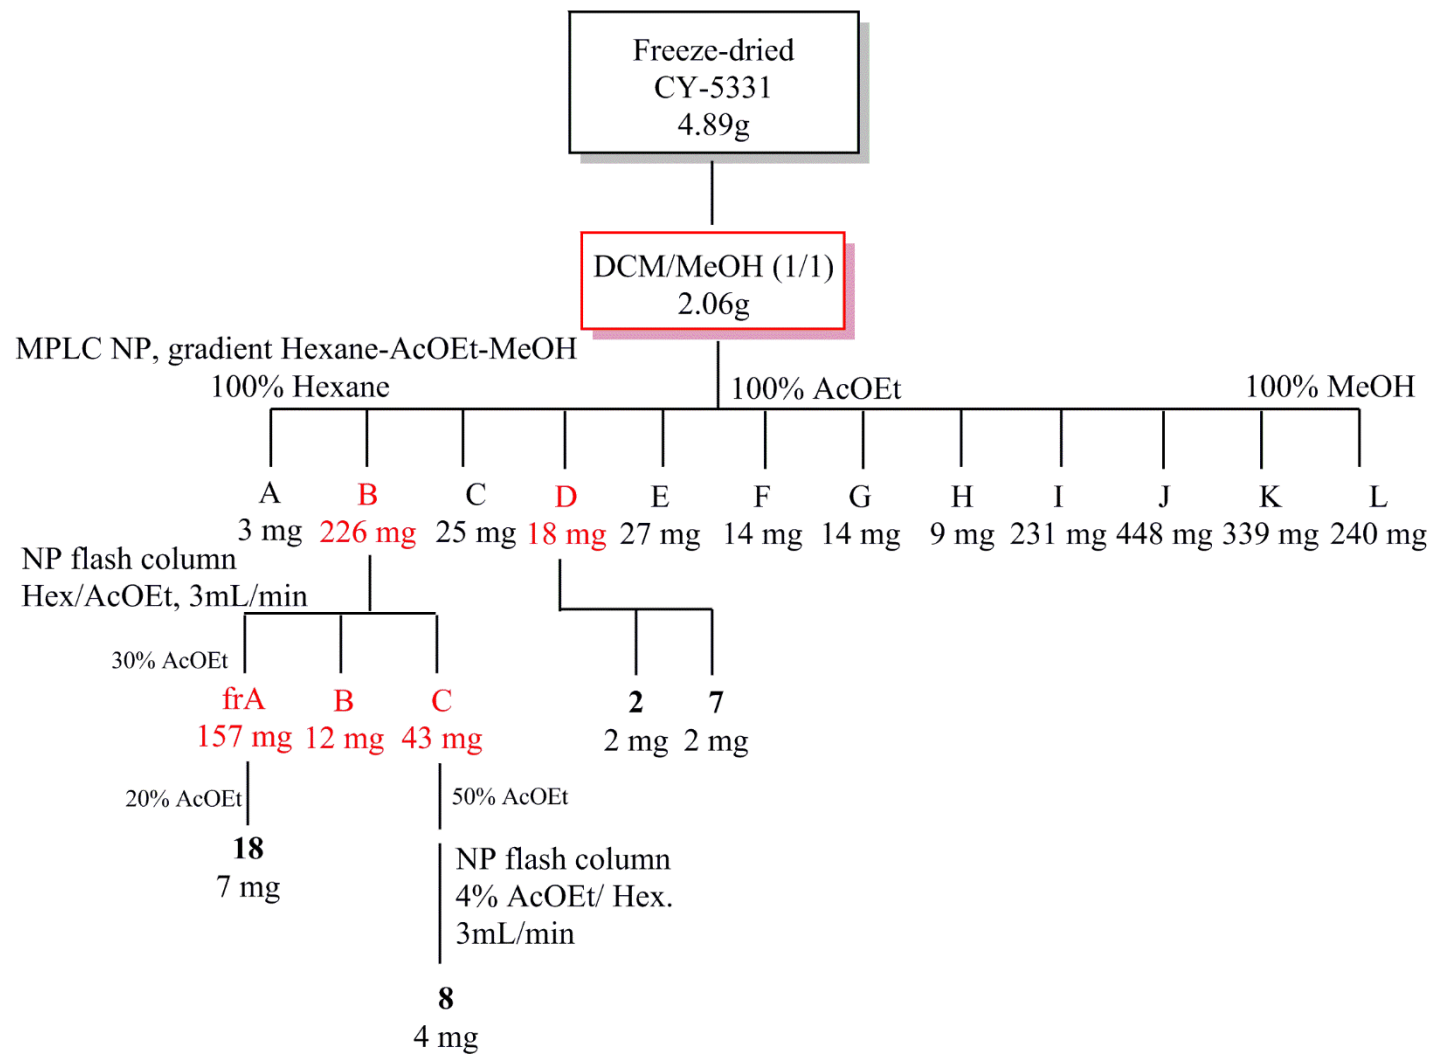 Freeze-dried
CY-5331
4.89g
DCM/MeOH (1/1)
2.06g
MPLC NP, gradient Hexane-AcOEt-MeOH
100% Hexane
100% AcOEt
100% MeOH
A B C D E F G H I J K L
3 mg 226 mg 25 mg 18 mg 27 mg 14 mg 14 mg 9 mg 231 mg 448 mg 339 mg 240 mg
NP flash column
Hex/AcOEt, 3mL/min
30% AcOEt
frA B C 2 7
157 mg 12 mg 43 mg 2 mg 2 mg
20% AcOEt
50% AcOEt
18
7 mg
NP flash column
4% AcOEt/ Hex.
3mL/min
8
4 mg